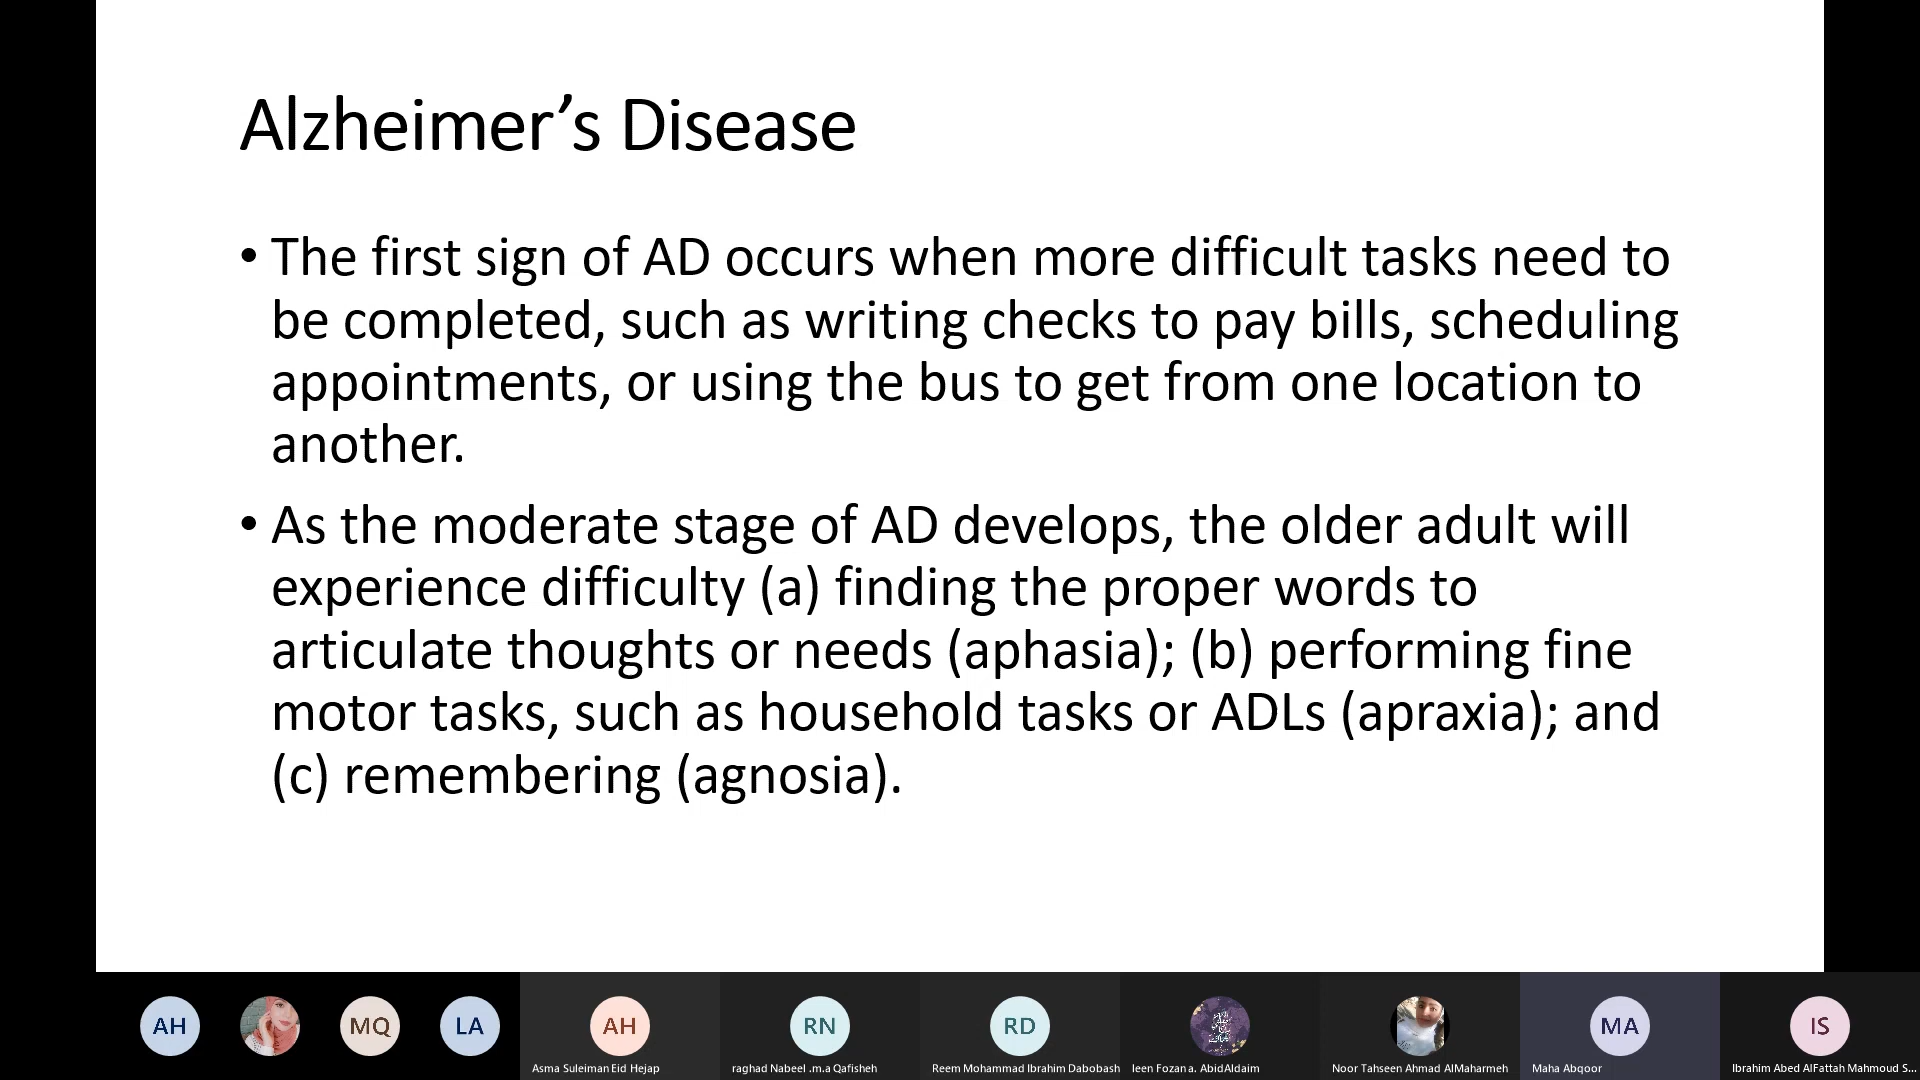 Alzheimer’s Disease
• The first sign of AD occurs when more difficult tasks need to
be completed, such as writing checks to pay bills, scheduling
appointments, or using the bus to get from one location to
another.
• As the moderate stage of AD develops, the older adult will
experience difficulty (a) finding the proper words to
articulate thoughts or needs (aphasia); (b) performing fine
motor tasks, such as household tasks or ADLs (apraxia); and
(c) remembering (agnosia).
AH MQ LA AH RN RD MA IS
Asma Suleiman Eid Hejap raghad Nabeel .m.a Qafisheh Reem Mohammad Ibrahim Dabobash leen Fozan a. AbidAldaim Noor Tahseen Ahmad AlMaharmeh Maha Abqoor Ibrahim Abed AlFattah Mahmoud S...